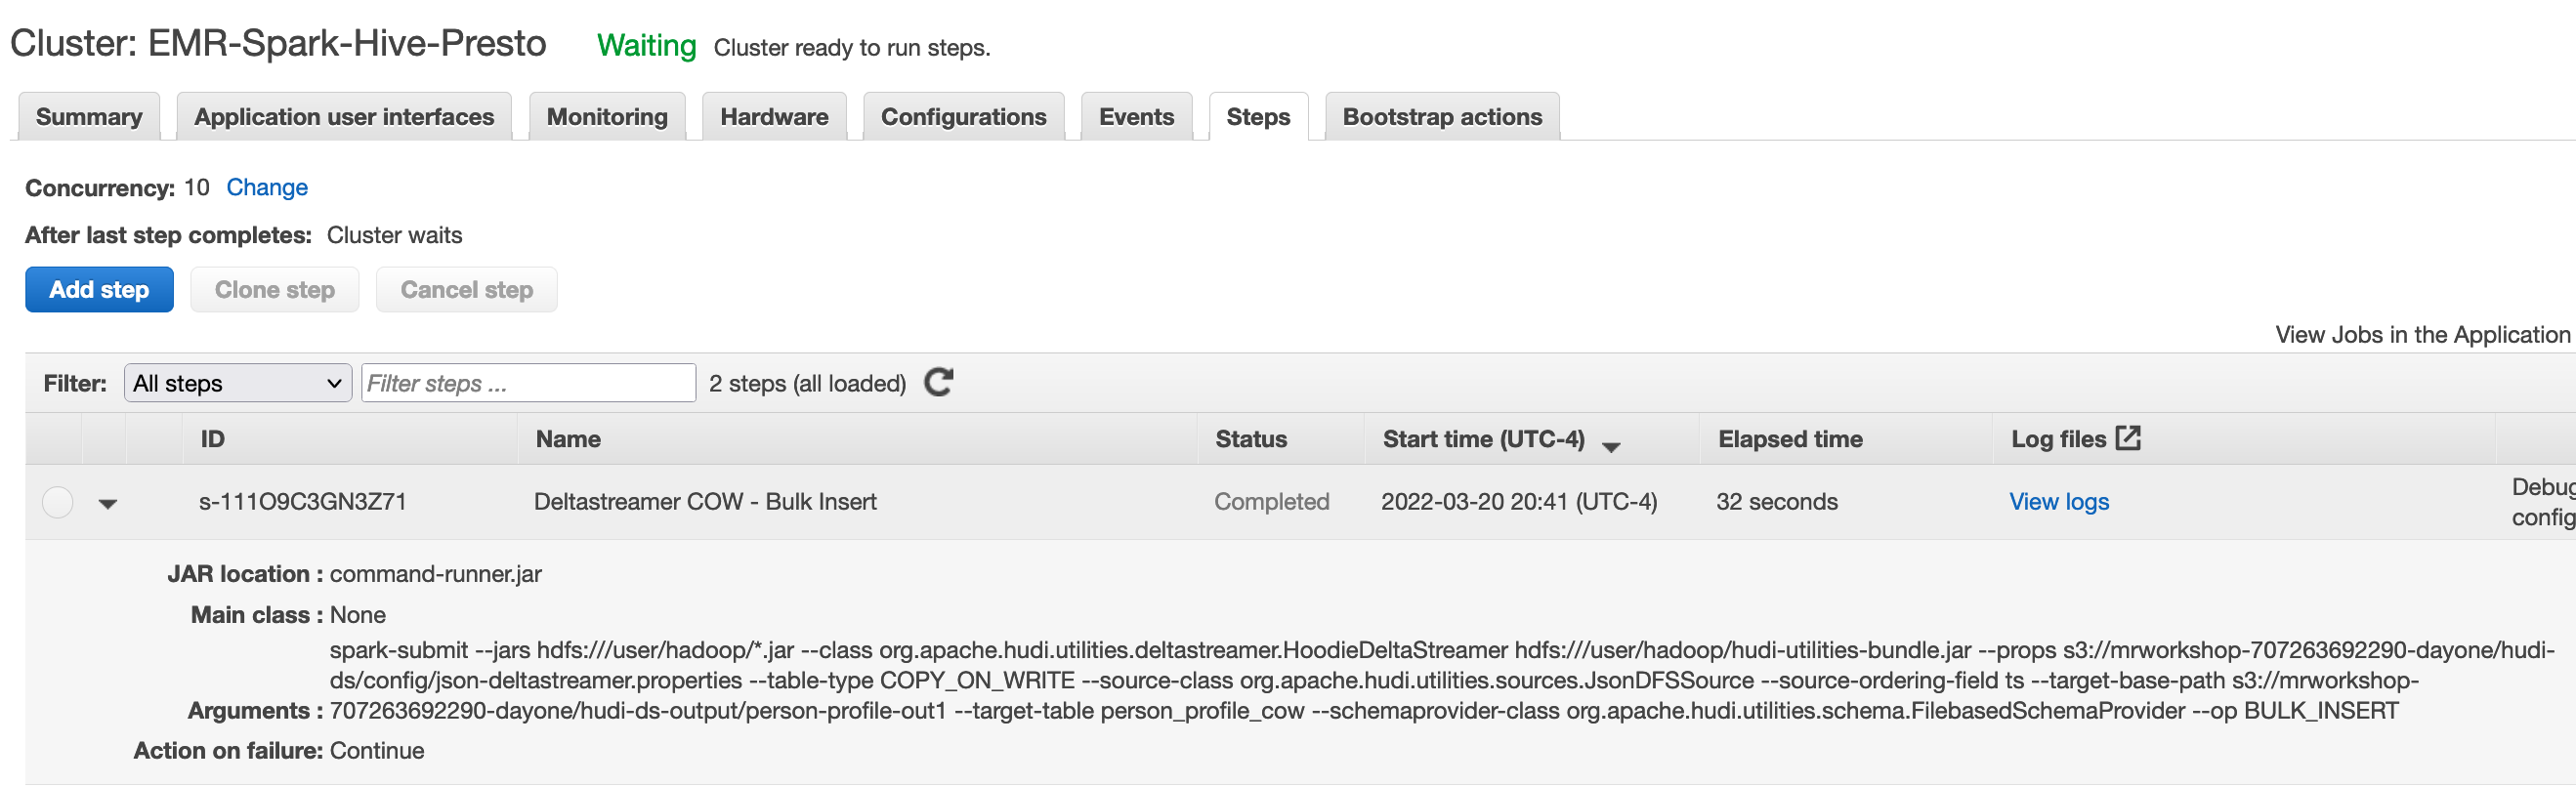 Cluster: EMR-Spark-Hive-Presto Waiting Cluster ready to run steps.
Summary Application user interfaces Monitoring Hardware Configurations Events Steps Bootstrap actions
Concurrency: 10 Change
After last step completes: Cluster waits
Add step Clone step Cancel step
View Jobs in the Application
Filter: All steps Filter steps ... 2 steps (all loaded)
ID Name Status Start time (UTC-4) Elapsed time Log files
s-111O9C3GN3Z71 Deltastreamer COW - Bulk Insert Completed 2022-03-20 20:41 (UTC-4) 32 seconds View logs
JAR location : command-runner.jar
Main class : None
spark-submit --jars hdfs:///user/hadoop/*.jar --class org.apache.hudi.utilities.deltastreamer.HoodieDeltaStreamer hdfs:///user/hadoop/hudi-utilities-bundle.jar --props s3://mrworkshop-707263692290-dayone/hudi-
ds/config/json-deltastreamer.properties --table-type COPY_ON_WRITE --source-class org.apache.hudi.utilities.sources.JsonDFSSource --source-ordering-field ts --target-base-path s3://mrworkshop-
Arguments : 707263692290-dayone/hudi-ds-output/person-profile-out1 --target-table person_profile_cow --schemaprovider-class org.apache.hudi.utilities.schema.FilebasedSchemaProvider --op BULK_INSERT
Action on failure: Continue